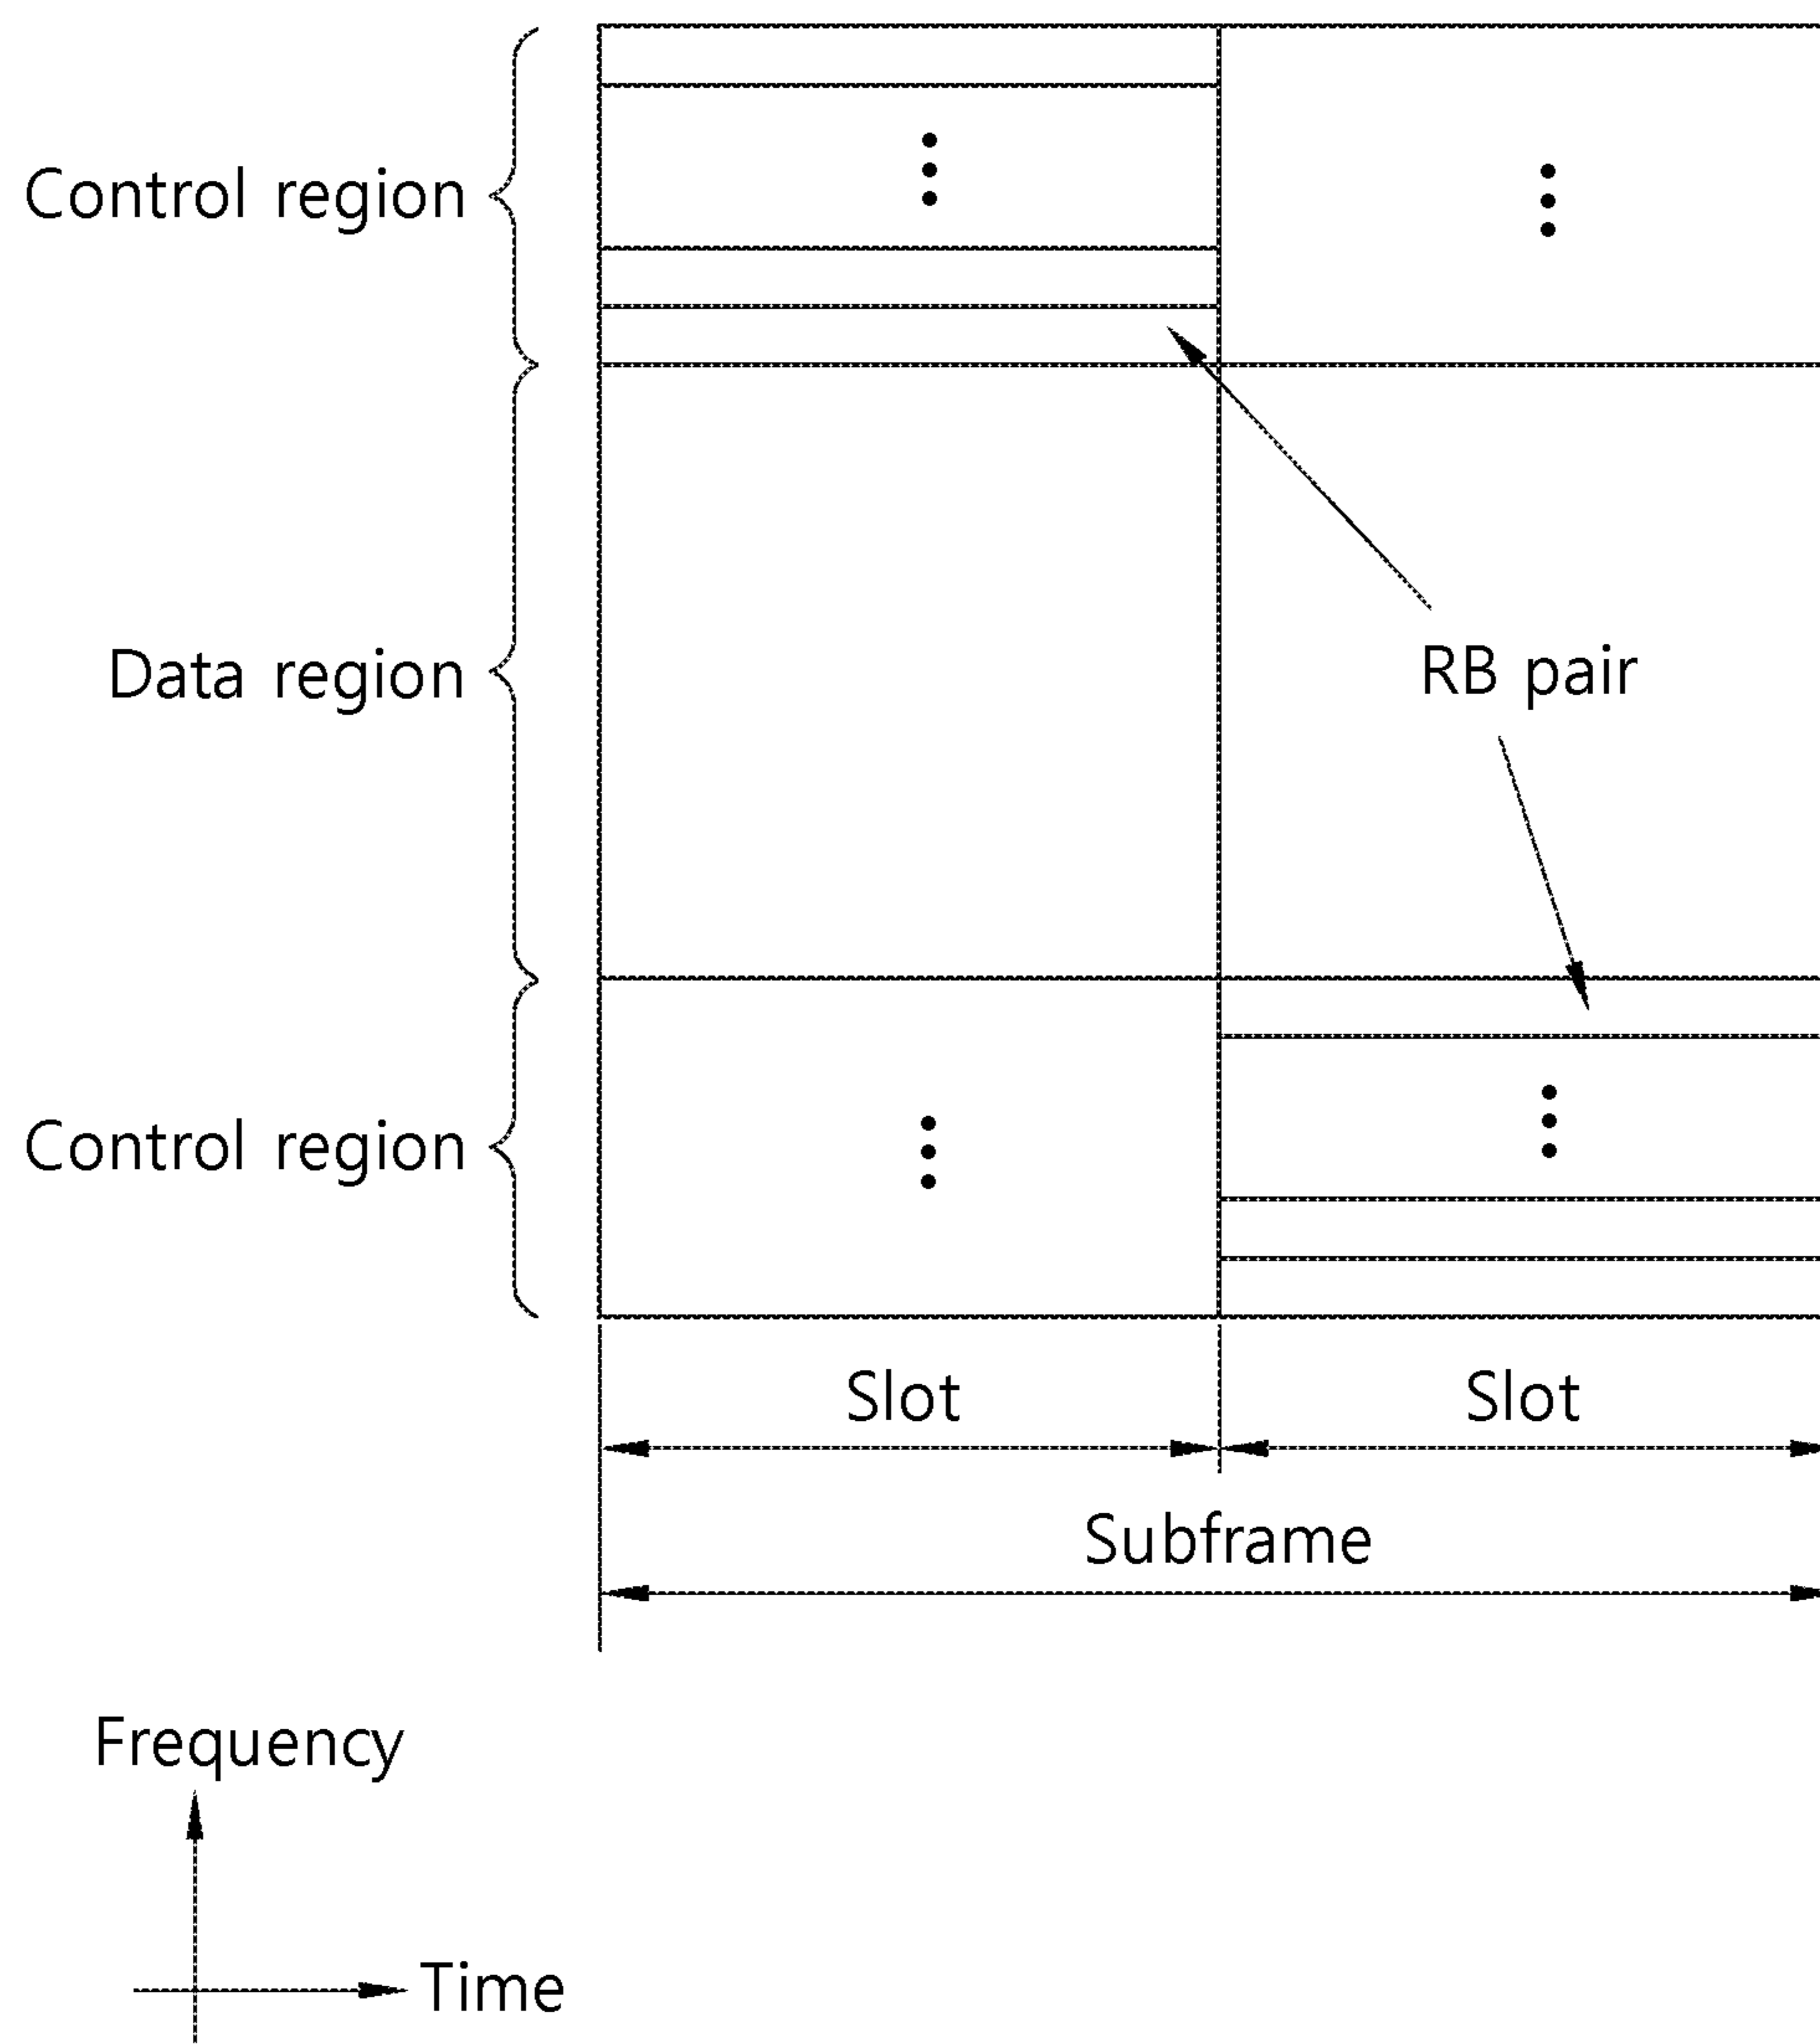 Control region
Data region
RB pair
Control region
Slot
Slot
Subframe
Frequency
Time